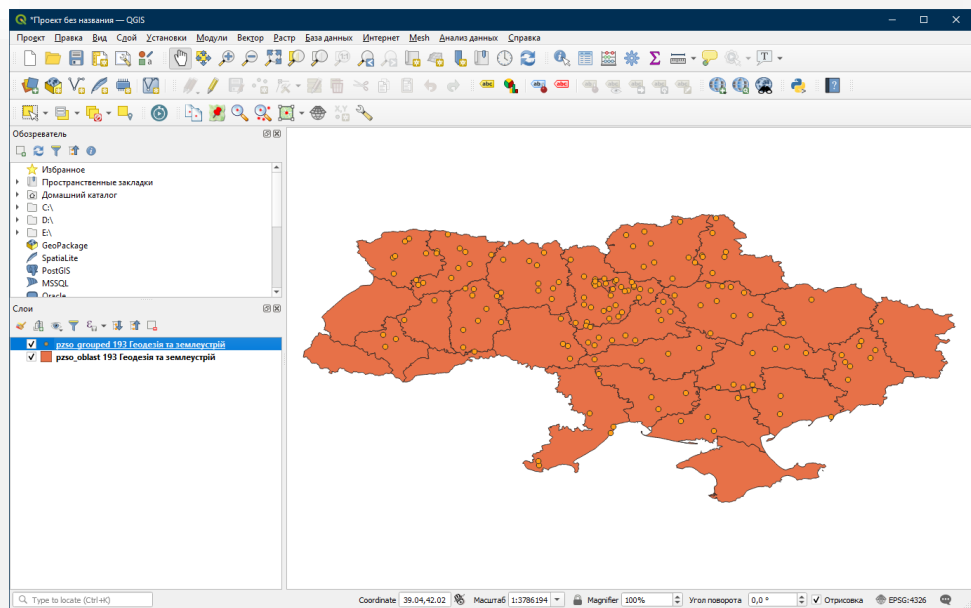 *Проект без названия — QGIS
Проект Правка Вид Слой Установки Модули Вектор Растр База данных Интернет Mesh Анализ данных Справка
Обозреватель
Избранное
Пространственные закладки
Домашний каталог
C:\
D:\
E:\
GeoPackage
SpatiaLite
PostGIS
MSSQL
Oracle
Слои
pzso_grouped 193 Геодезія та землеустрій
pzso_oblast 193 Геодезія та землеустрій
Type to locate (Ctrl+K) Coordinate 39.04,42.02 Масштаб 1:3786194 Magnifier 100% Угол поворота 0,0 ° Отрисовка EPSG:4326